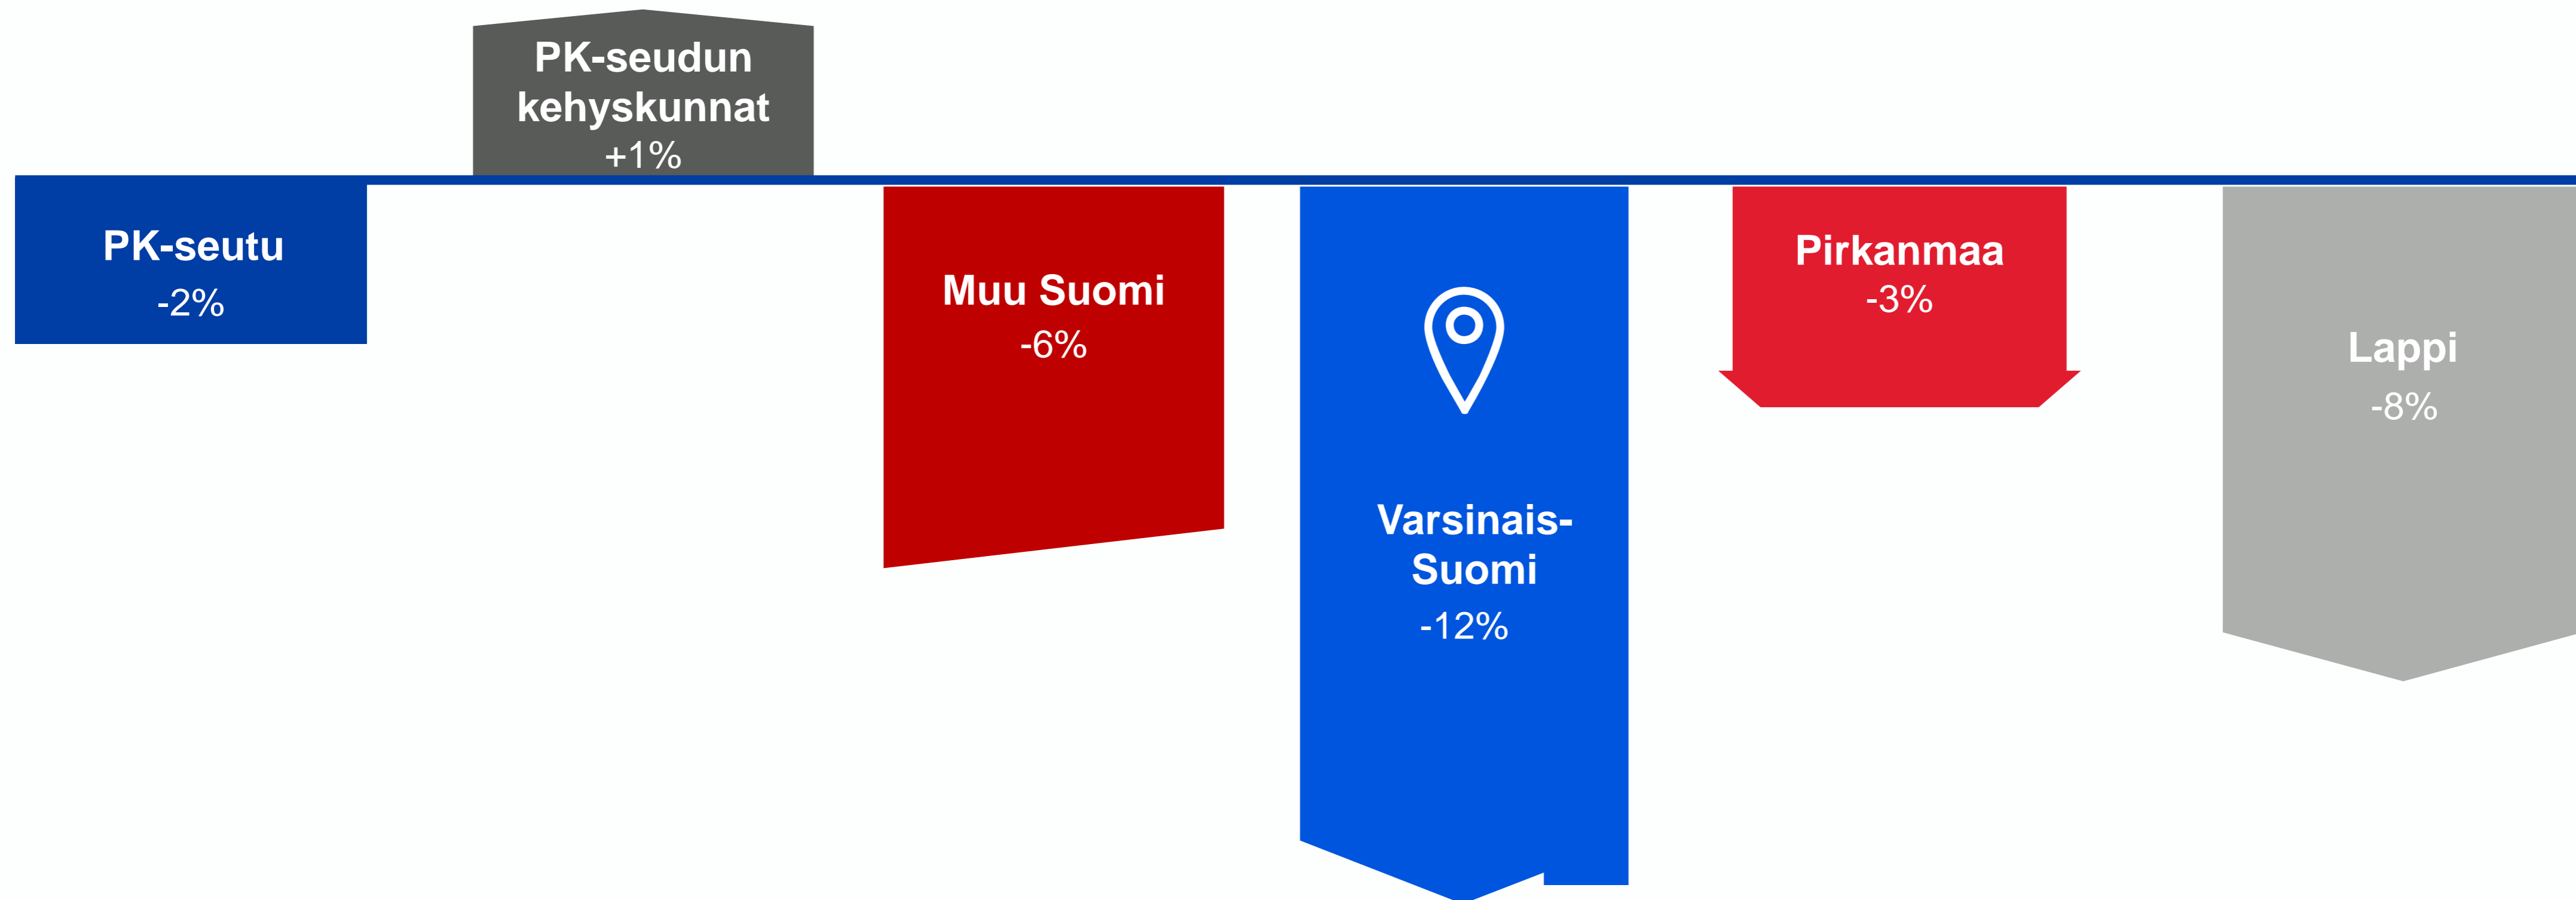 PK-seutu
-2%
PK-seudun
kehyskunnat
+1%
Muu Suomi
-6%
Varsinais-
Suomi
-12%
Pirkanmaa
-3%
Lappi
-8%